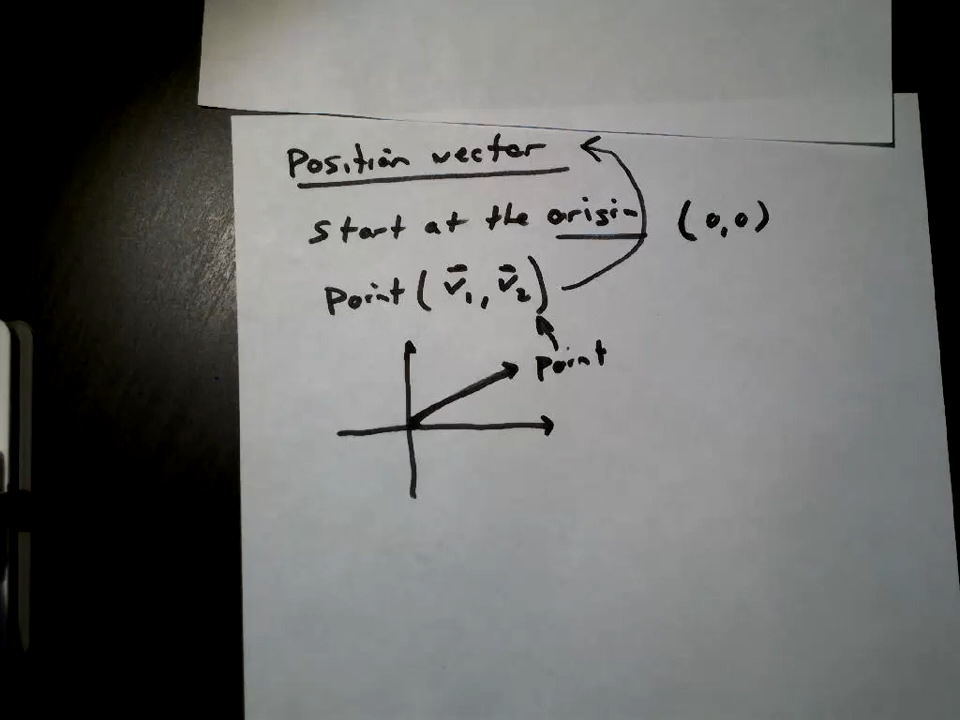 Position vector
start at the origin (0,0)
point (v̄₁, v̄₂)
point